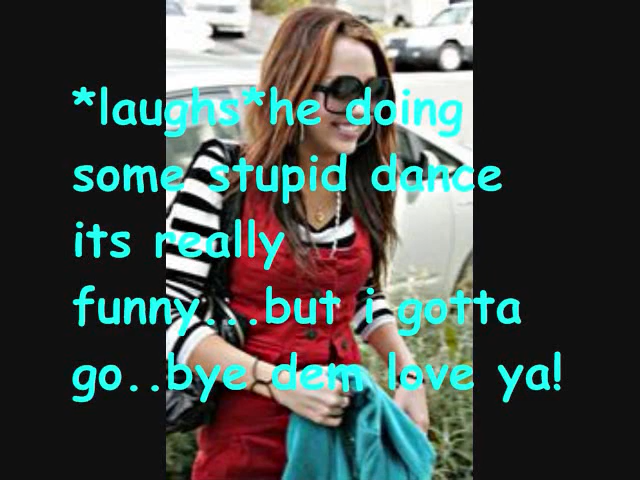 *laughs*he doing
some stupid dance
its really
funny...but i gotta
go..bye dem love ya!